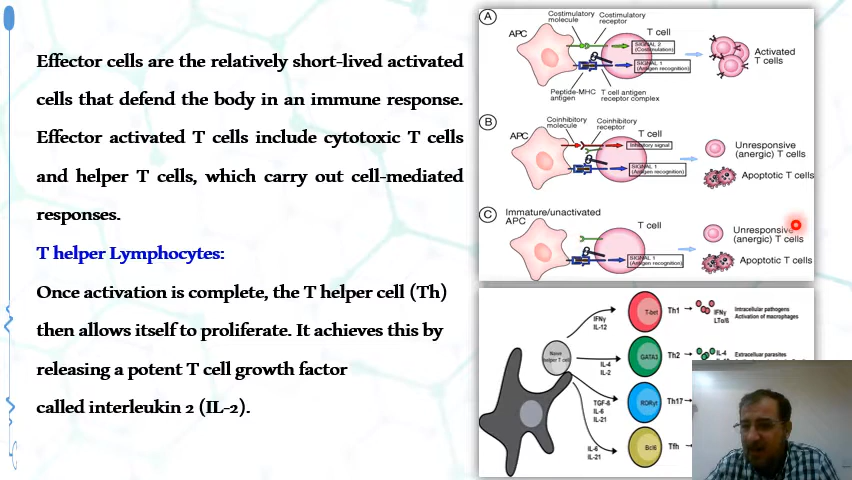 Effector cells are the relatively short-lived activated
cells that defend the body in an immune response.
Effector activated T cells include cytotoxic T cells
and helper T cells, which carry out cell-mediated
responses.
T helper Lymphocytes:
Once activation is complete, the T helper cell (Th)
then allows itself to proliferate. It achieves this by
releasing a potent T cell growth factor
called interleukin 2 (IL-2).
A
APC
Costimulatory
molecule
Costimulatory
receptor
T cell
SIGNAL 2
(Costimulation)
SIGNAL 1
(Antigen recognition)
Peptide-MHC
antigen
T cell antigen
receptor complex
Activated
T cells
B
APC
Coinhibitory
molecule
Coinhibitory
receptor
T cell
Inhibitory signal
SIGNAL 1
(Antigen recognition)
Unresponsive
(anergic) T cells
Apoptotic T cells
C
Immature/unactivated
APC
T cell
SIGNAL 1
(Antigen recognition)
Unresponsive
(anergic) T cells
Apoptotic T cells
Naive
helper T cell
IFNγ
IL-12
T-bet
Th1
IFNγ
LTα/ß
Intracellular pathogens
Activation of macrophages
IL-4
IL-2
GATA3
Th2
IL-4
Extracellular parasites
TGF-ß
IL-6
IL-21
RORγt
Th17
IL-6
IL-21
Bcl6
Tfh